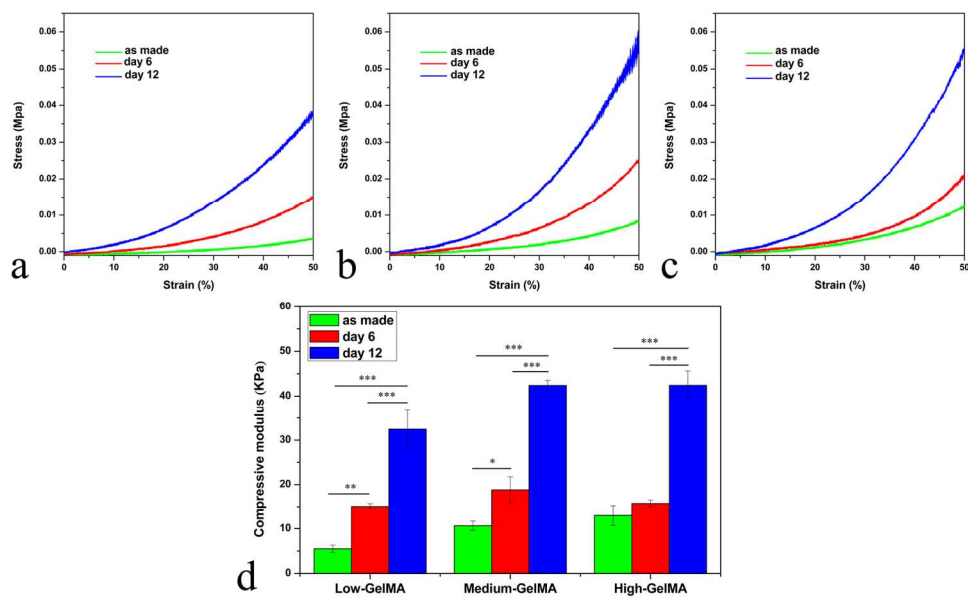 0.06
0.05
0.04
0.03
0.02
0.01
0.00
Stress (Mpa)
as made
day 6
day 12
0 10 20 30 40 50
Strain (%)
a
0.06
0.05
0.04
0.03
0.02
0.01
0.00
Stress (Mpa)
as made
day 6
day 12
0 10 20 30 40 50
Strain (%)
b
0.06
0.05
0.04
0.03
0.02
0.01
0.00
Stress (Mpa)
as made
day 6
day 12
0 10 20 30 40 50
Strain (%)
c
60
50
40
30
20
10
0
Compressive modulus (KPa)
as made
day 6
day 12
***
***
**
***
***
*
***
***
Low-GelMA Medium-GelMA High-GelMA
d